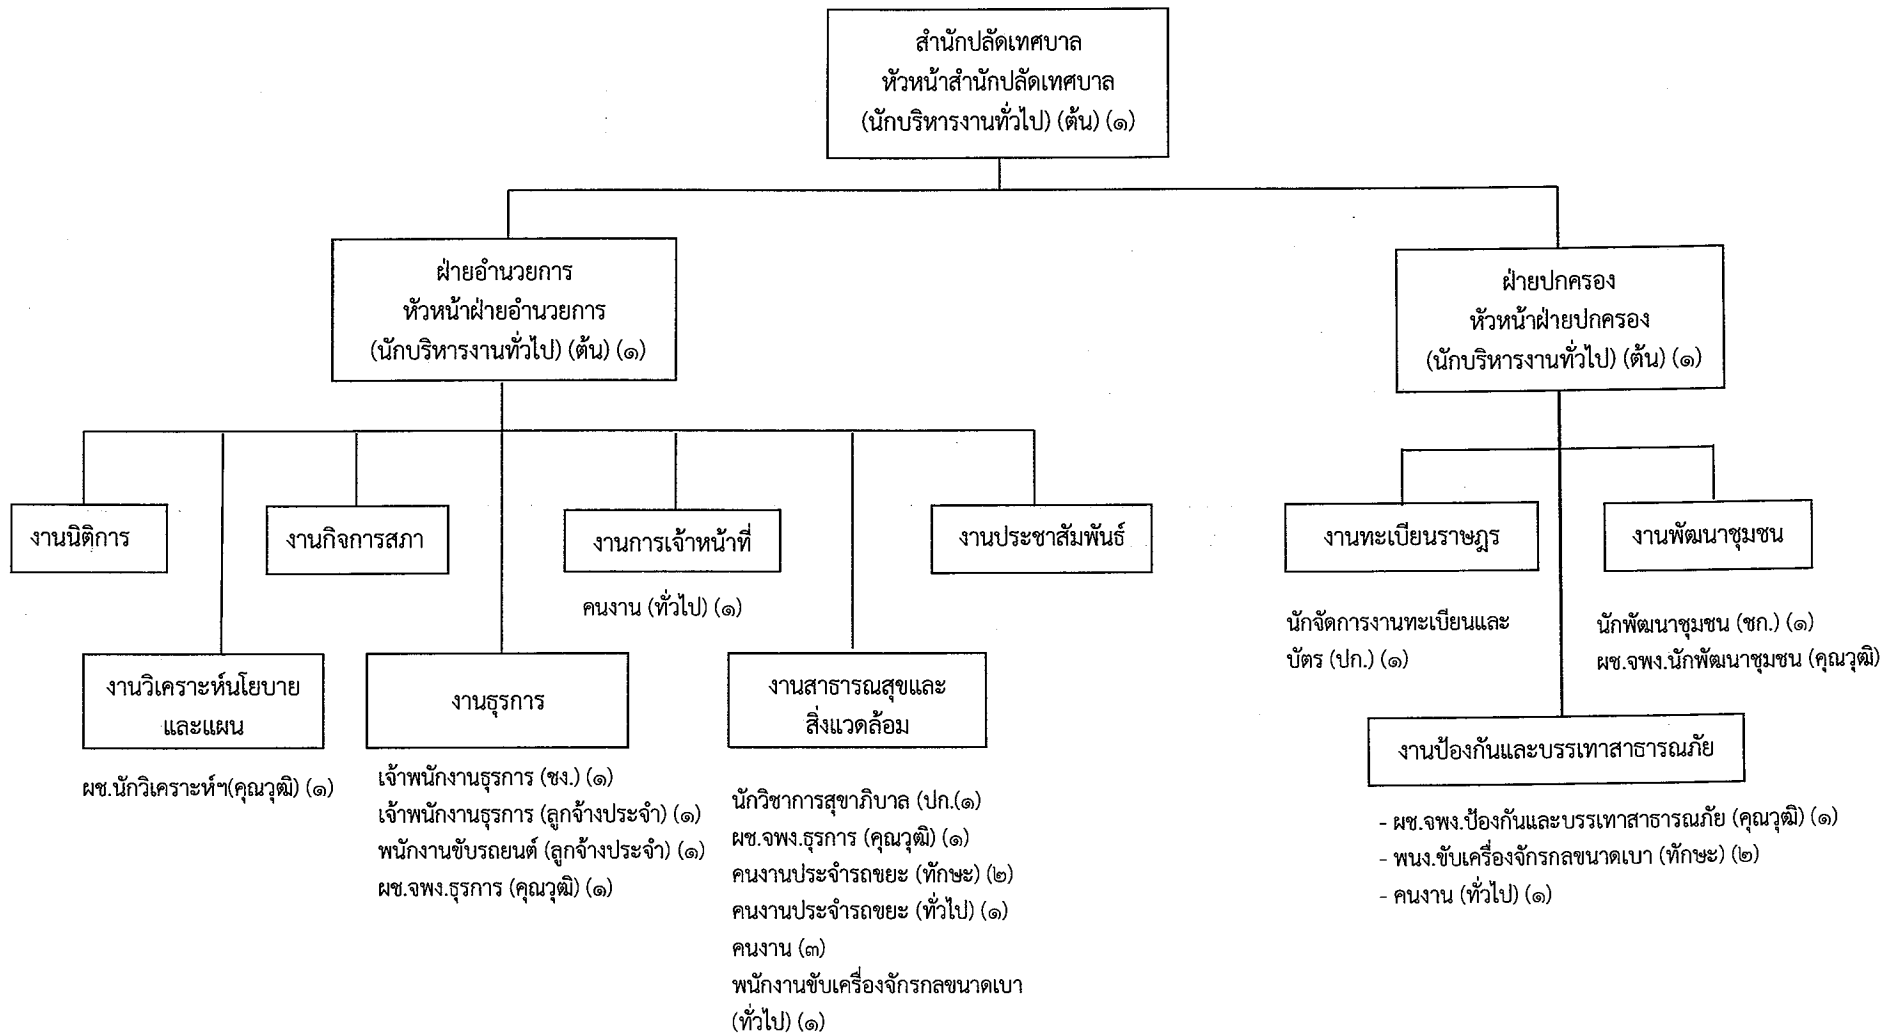 สำนักปลัดเทศบาล
หัวหน้าสำนักปลัดเทศบาล
(นักบริหารงานทั่วไป) (ต้น) (๑)
ฝ่ายอำนวยการ
หัวหน้าฝ่ายอำนวยการ
(นักบริหารงานทั่วไป) (ต้น) (๑)
ฝ่ายปกครอง
หัวหน้าฝ่ายปกครอง
(นักบริหารงานทั่วไป) (ต้น) (๑)
งานนิติการ
งานกิจการสภา
งานการเจ้าหน้าที่
คนงาน (ทั่วไป) (๑)
งานประชาสัมพันธ์
งานวิเคราะห์นโยบาย
และแผน
ผช.นักวิเคราะห์ฯ(คุณวุฒิ) (๑)
งานธุรการ
เจ้าพนักงานธุรการ (ชง.) (๑)
เจ้าพนักงานธุรการ (ลูกจ้างประจำ) (๑)
พนักงานขับรถยนต์ (ลูกจ้างประจำ) (๑)
ผช.จพง.ธุรการ (คุณวุฒิ) (๑)
งานสาธารณสุขและ
สิ่งแวดล้อม
นักวิชาการสุขาภิบาล (ปก.(๑)
ผช.จพง.ธุรการ (คุณวุฒิ) (๑)
คนงานประจำรถขยะ (ทักษะ) (๒)
คนงานประจำรถขยะ (ทั่วไป) (๑)
คนงาน (๓)
พนักงานขับเครื่องจักรกลขนาดเบา
(ทั่วไป) (๑)
งานทะเบียนราษฎร
นักจัดการงานทะเบียนและ
บัตร (ปก.) (๑)
งานพัฒนาชุมชน
นักพัฒนาชุมชน (ชก.) (๑)
ผช.จพง.นักพัฒนาชุมชน (คุณวุฒิ)
งานป้องกันและบรรเทาสาธารณภัย
- ผช.จพง.ป้องกันและบรรเทาสาธารณภัย (คุณวุฒิ) (๑)
- พนง.ขับเครื่องจักรกลขนาดเบา (ทักษะ) (๒)
- คนงาน (ทั่วไป) (๑)